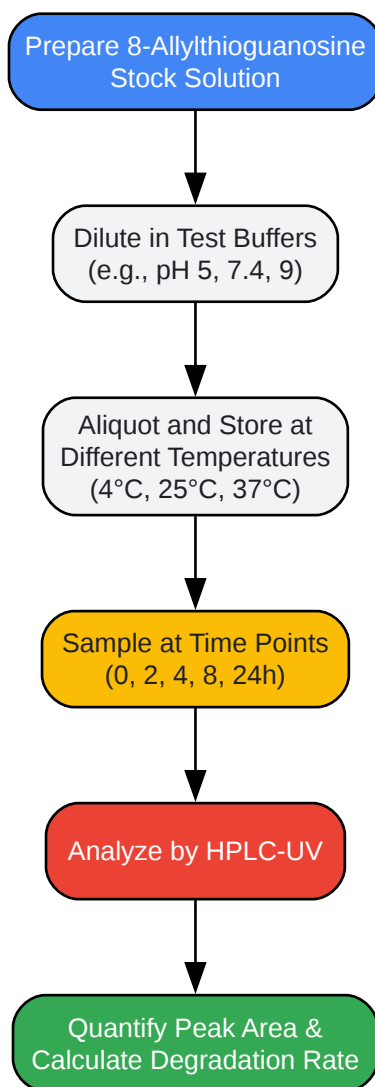 Prepare 8-Allylthioguanosine
Stock Solution
Dilute in Test Buffers
(e.g., pH 5, 7.4, 9)
Aliquot and Store at
Different Temperatures
(4°C, 25°C, 37°C)
Sample at Time Points
(0, 2, 4, 8, 24h)
Analyze by HPLC-UV
Quantify Peak Area &
Calculate Degradation Rate